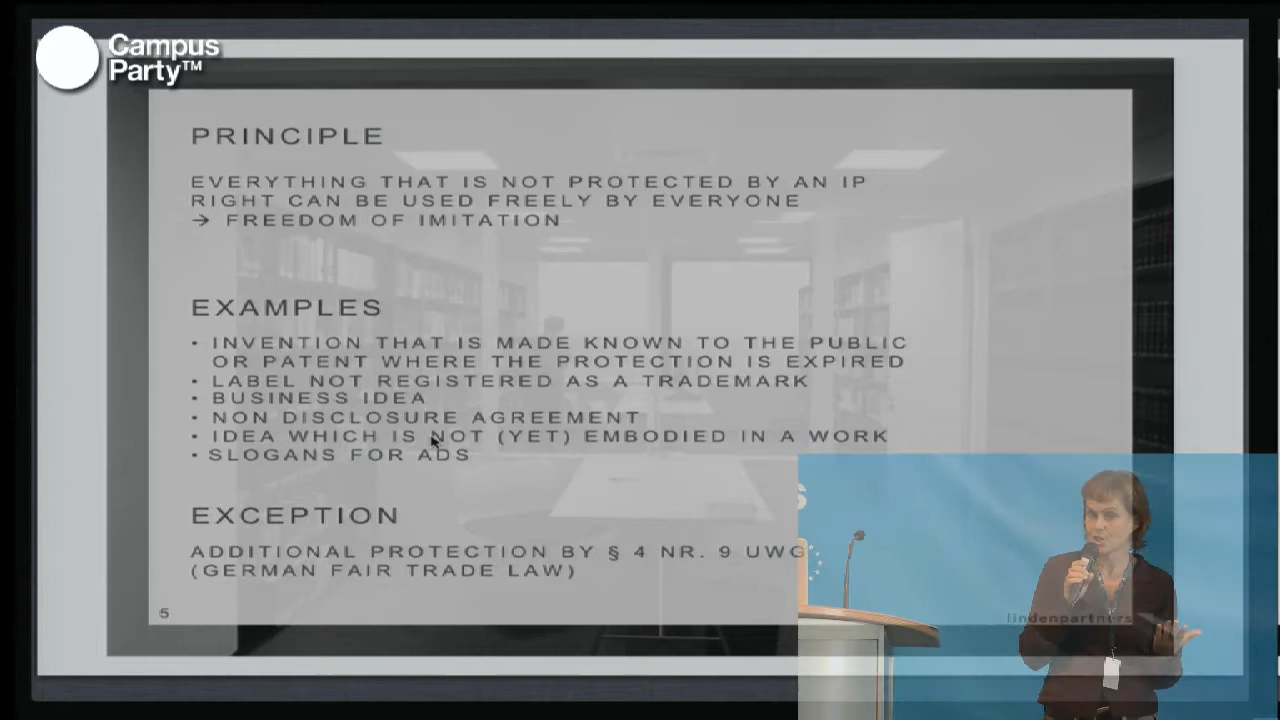 Campus
Party™
PRINCIPLE
EVERYTHING THAT IS NOT PROTECTED BY AN IP
RIGHT CAN BE USED FREELY BY EVERYONE
→ FREEDOM OF IMITATION
EXAMPLES
• INVENTION THAT IS MADE KNOWN TO THE PUBLIC
OR PATENT WHERE THE PROTECTION IS EXPIRED
• LABEL NOT REGISTERED AS A TRADEMARK
• BUSINESS IDEA
• NON DISCLOSURE AGREEMENT
• IDEA WHICH IS NOT (YET) EMBODIED IN A WORK
• SLOGANS FOR ADS
EXCEPTION
ADDITIONAL PROTECTION BY § 4 NR. 9 UWG
(GERMAN FAIR TRADE LAW)
5
lindenpartners